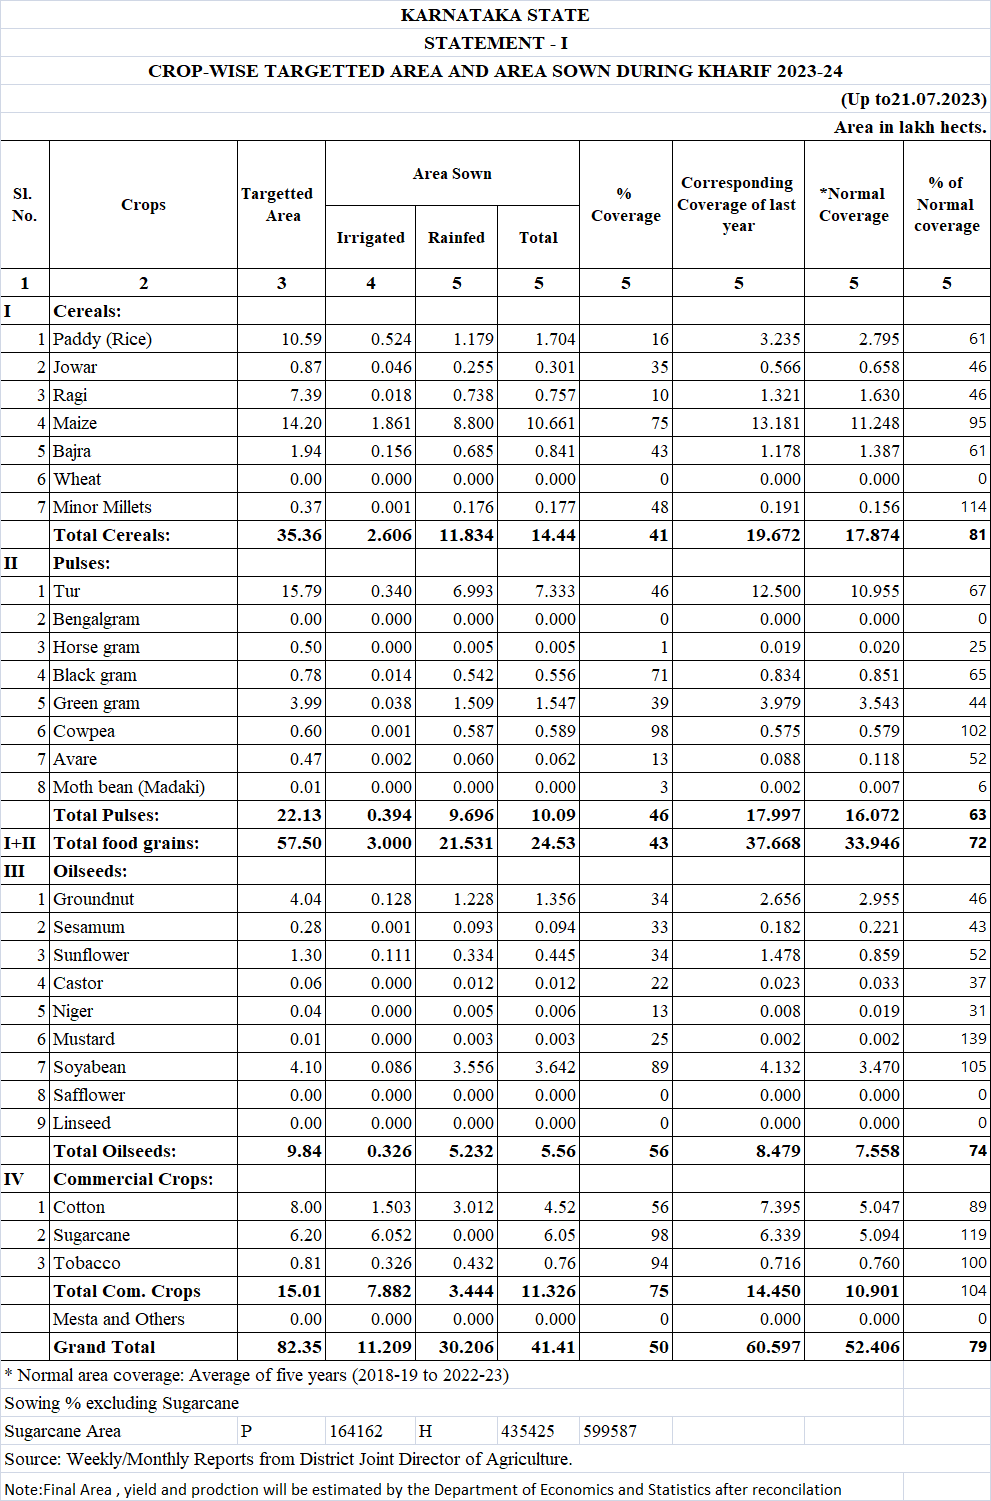 KARNATAKA STATE
STATEMENT - I
CROP-WISE TARGETTED AREA AND AREA SOWN DURING KHARIF 2023-24
(Up to21.07.2023)
Area in lakh hects.
Sl. No. Crops Targetted Area Area Sown % Coverage Corresponding Coverage of last year *Normal Coverage % of Normal coverage
Irrigated Rainfed Total
1 2 3 4 5 5 5 5 5 5
I Cereals:
1 Paddy (Rice) 10.59 0.524 1.179 1.704 16 3.235 2.795 61
2 Jowar 0.87 0.046 0.255 0.301 35 0.566 0.658 46
3 Ragi 7.39 0.018 0.738 0.757 10 1.321 1.630 46
4 Maize 14.20 1.861 8.800 10.661 75 13.181 11.248 95
5 Bajra 1.94 0.156 0.685 0.841 43 1.178 1.387 61
6 Wheat 0.00 0.000 0.000 0.000 0 0.000 0.000 0
7 Minor Millets 0.37 0.001 0.176 0.177 48 0.191 0.156 114
Total Cereals: 35.36 2.606 11.834 14.44 41 19.672 17.874 81
II Pulses:
1 Tur 15.79 0.340 6.993 7.333 46 12.500 10.955 67
2 Bengalgram 0.00 0.000 0.000 0.000 0 0.000 0.000 0
3 Horse gram 0.50 0.000 0.005 0.005 1 0.019 0.020 25
4 Black gram 0.78 0.014 0.542 0.556 71 0.834 0.851 65
5 Green gram 3.99 0.038 1.509 1.547 39 3.979 3.543 44
6 Cowpea 0.60 0.001 0.587 0.589 98 0.575 0.579 102
7 Avare 0.47 0.002 0.060 0.062 13 0.088 0.118 52
8 Moth bean (Madaki) 0.01 0.000 0.000 0.000 3 0.002 0.007 6
Total Pulses: 22.13 0.394 9.696 10.09 46 17.997 16.072 63
I+II Total food grains: 57.50 3.000 21.531 24.53 43 37.668 33.946 72
III Oilseeds:
1 Groundnut 4.04 0.128 1.228 1.356 34 2.656 2.955 46
2 Sesamum 0.28 0.001 0.093 0.094 33 0.182 0.221 43
3 Sunflower 1.30 0.111 0.334 0.445 34 1.478 0.859 52
4 Castor 0.06 0.000 0.012 0.012 22 0.023 0.033 37
5 Niger 0.04 0.000 0.005 0.006 13 0.008 0.019 31
6 Mustard 0.01 0.000 0.003 0.003 25 0.002 0.002 139
7 Soyabean 4.10 0.086 3.556 3.642 89 4.132 3.470 105
8 Safflower 0.00 0.000 0.000 0.000 0 0.000 0.000 0
9 Linseed 0.00 0.000 0.000 0.000 0 0.000 0.000 0
Total Oilseeds: 9.84 0.326 5.232 5.56 56 8.479 7.558 74
IV Commercial Crops:
1 Cotton 8.00 1.503 3.012 4.52 56 7.395 5.047 89
2 Sugarcane 6.20 6.052 0.000 6.05 98 6.339 5.094 119
3 Tobacco 0.81 0.326 0.432 0.76 94 0.716 0.760 100
Total Com. Crops 15.01 7.882 3.444 11.326 75 14.450 10.901 104
Mesta and Others 0.00 0.000 0.000 0.000 0 0.000 0.000 0
Grand Total 82.35 11.209 30.206 41.41 50 60.597 52.406 79
* Normal area coverage: Average of five years (2018-19 to 2022-23)
Sowing % excluding Sugarcane
Sugarcane Area P 164162 H 435425 599587
Source: Weekly/Monthly Reports from District Joint Director of Agriculture.
Note:Final Area , yield and prodction will be estimated by the Department of Economics and Statistics after reconcilation